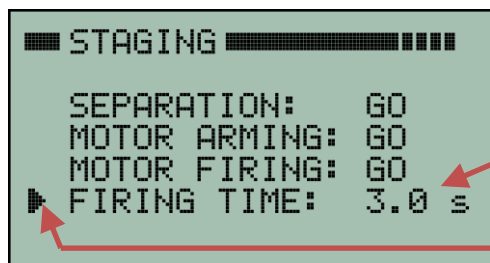 STAGING
SEPARATION: GO
MOTOR ARMING: GO
MOTOR FIRING: GO
FIRING TIME: 3.0 s